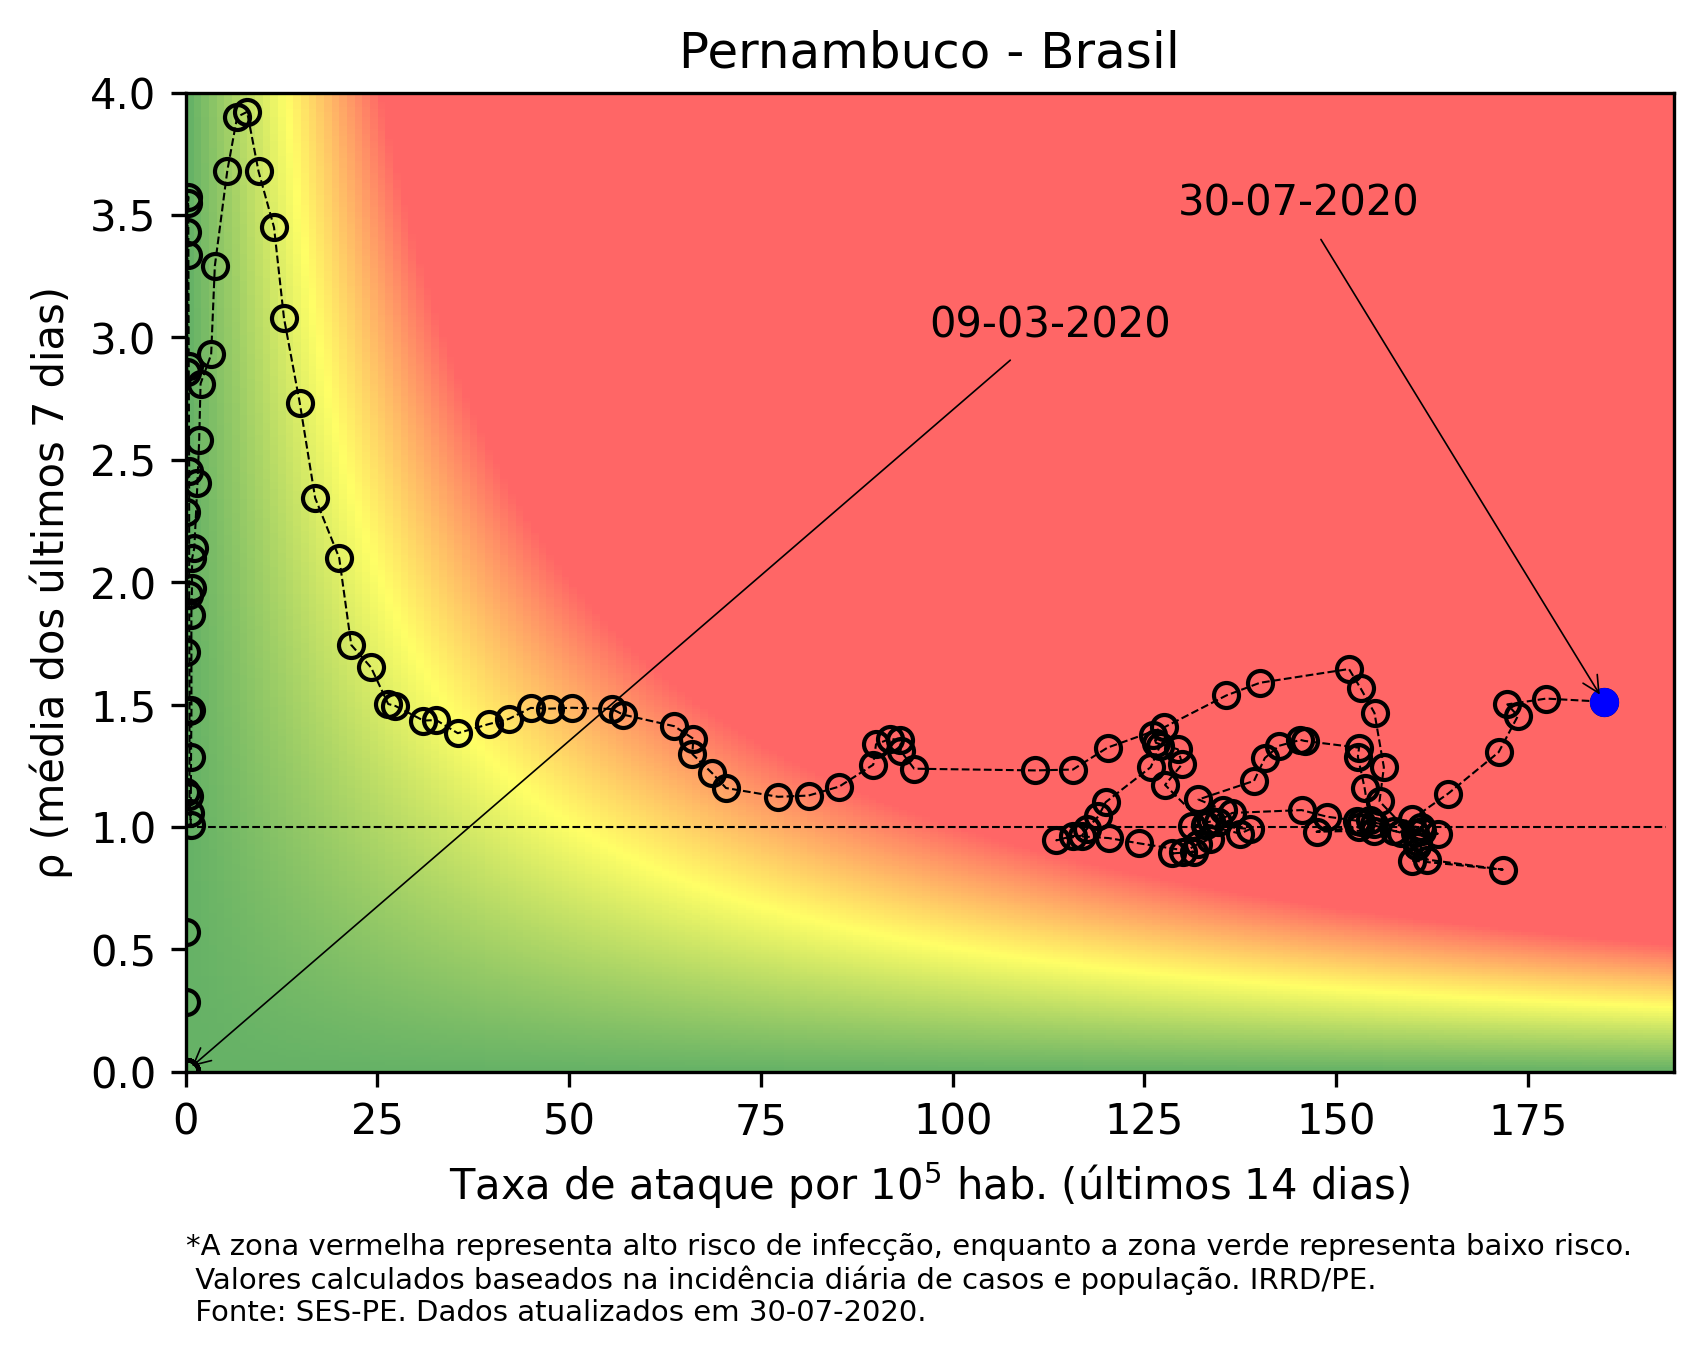 Pernambuco - Brasil
4.0
3.5
3.0
2.5
2.0
1.5
1.0
0.5
0.0
ρ (média dos últimos 7 dias)
30-07-2020
09-03-2020
0 25 50 75 100 125 150 175
Taxa de ataque por 10⁵ hab. (últimos 14 dias)
*A zona vermelha representa alto risco de infecção, enquanto a zona verde representa baixo risco.
Valores calculados baseados na incidência diária de casos e população. IRRD/PE.
Fonte: SES-PE. Dados atualizados em 30-07-2020.